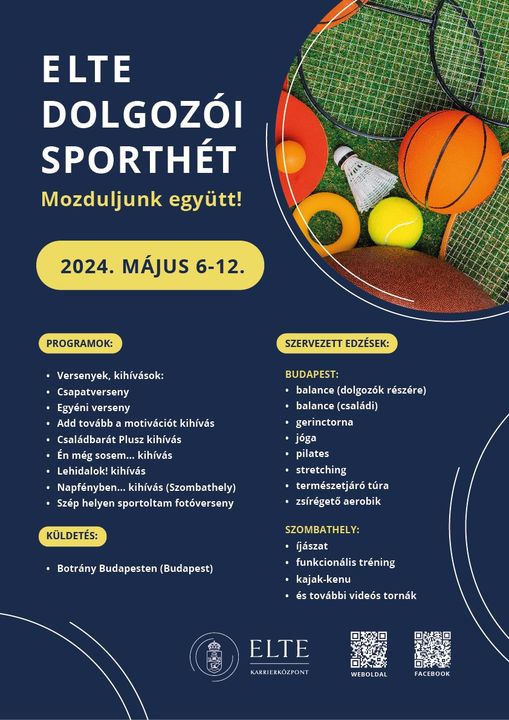 ELTE
DOLGOZÓI
SPORTHÉT
Mozduljunk együtt!
2024. MÁJUS 6-12.
PROGRAMOK:
• Versenyek, kihívások:
• Csapatverseny
• Egyéni verseny
• Add tovább a motivációt kihívás
• Családbarát Plusz kihívás
• Én még sosem... kihívás
• Lehidalok! kihívás
• Napfényben... kihívás (Szombathely)
• Szép helyen sportoltam fotóverseny
KÜLDETÉS:
• Botrány Budapesten (Budapest)
SZERVEZETT EDZÉSEK:
BUDAPEST:
• balance (dolgozók részére)
• balance (családi)
• gerinctorna
• jóga
• pilates
• stretching
• természetjáró túra
• zsírégető aerobik
SZOMBATHELY:
• íjászat
• funkcionális tréning
• kajak-kenu
• és további videós tornák
ELTE
KARRIERKÖZPONT
WEBOLDAL
FACEBOOK